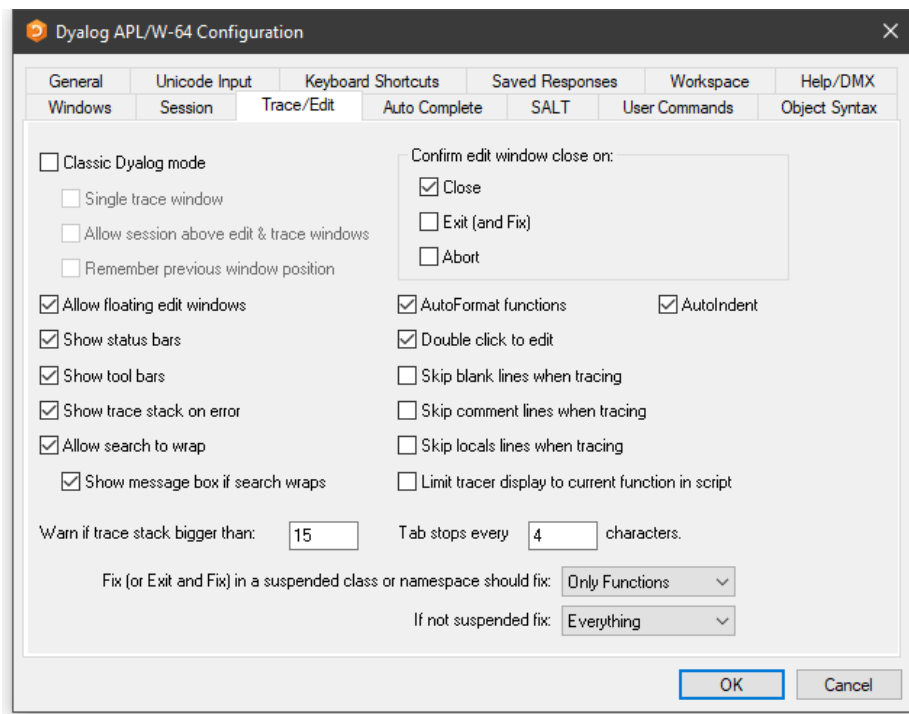 Dyalog APL/W-64 Configuration
General Unicode Input Keyboard Shortcuts Saved Responses Workspace Help/DMX
Windows Session Trace/Edit Auto Complete SALT User Commands Object Syntax
Classic Dyalog mode
Single trace window
Allow session above edit & trace windows
Remember previous window position
Confirm edit window close on:
Close
Exit (and Fix)
Abort
Allow floating edit windows
AutoFormat functions AutoIndent
Show status bars
Double click to edit
Show tool bars
Skip blank lines when tracing
Show trace stack on error
Skip comment lines when tracing
Allow search to wrap
Skip locals lines when tracing
Show message box if search wraps
Limit tracer display to current function in script
Warn if trace stack bigger than: 15
Tab stops every 4 characters.
Fix (or Exit and Fix) in a suspended class or namespace should fix: Only Functions
If not suspended fix: Everything
OK Cancel